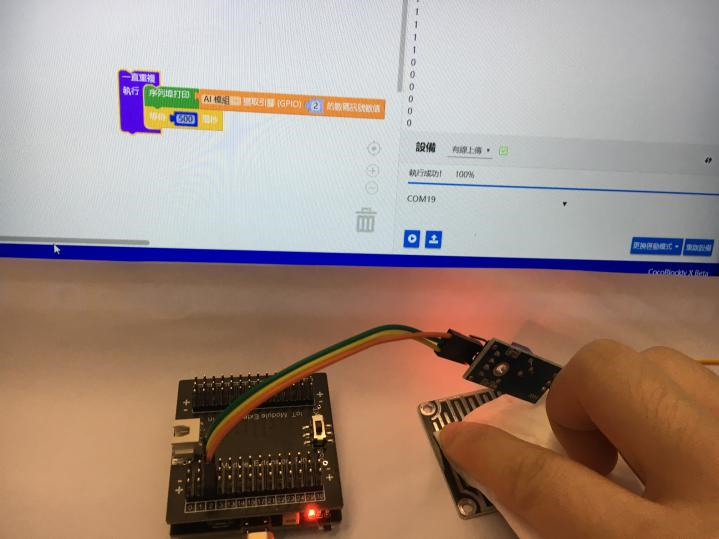 一直重複
執行 序列埠打印 AI 模組 讀取引腳 (GPIO) 2 的數碼訊號數值
等待 500 毫秒
1
1
1
1
0
0
0
0
0
0
設備 有線上傳
執行成功! 100%
COM19
更換啓動模式 重啟設備
CocoBlockly X Beta
IoT Module Exte